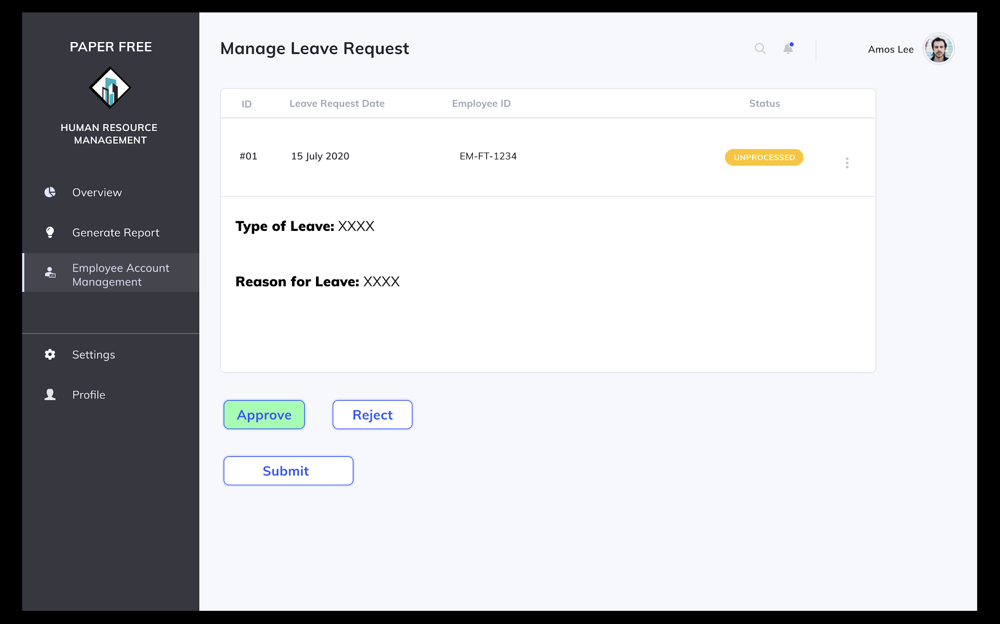 PAPER FREE
HUMAN RESOURCE
MANAGEMENT
Overview
Generate Report
Employee Account
Management
Settings
Profile
Manage Leave Request
Amos Lee
ID Leave Request Date Employee ID Status
#01 15 July 2020 EM-FT-1234 UNPROCESSED
Type of Leave: XXXX
Reason for Leave: XXXX
Approve Reject
Submit